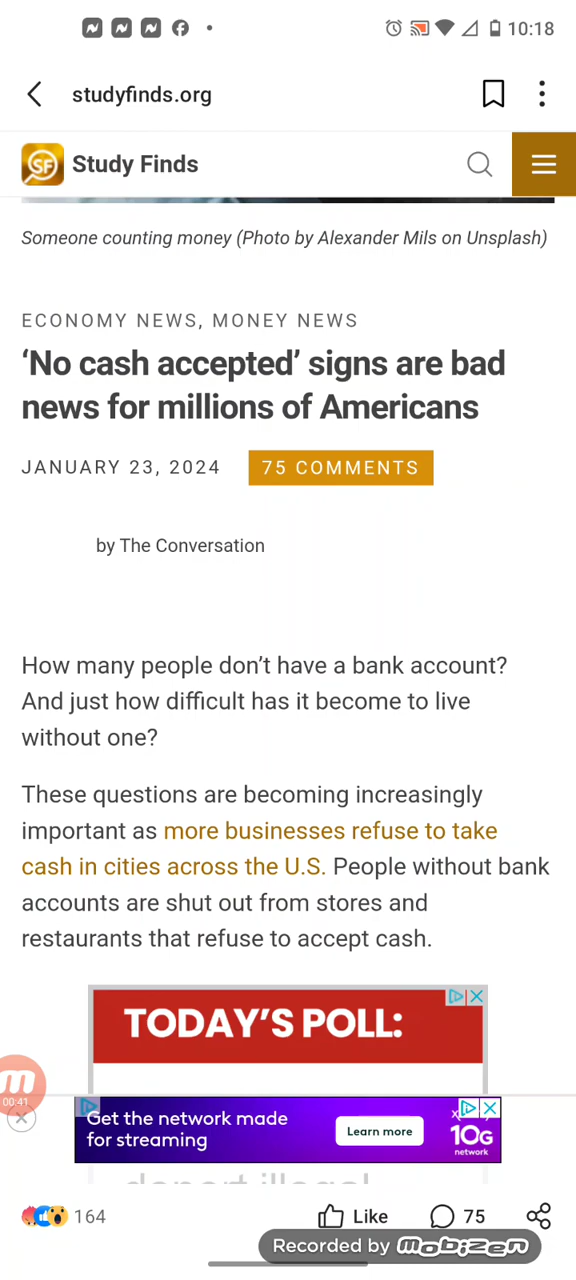 10:18
studyfinds.org
SF Study Finds
Someone counting money (Photo by Alexander Mils on Unsplash)
ECONOMY NEWS, MONEY NEWS
‘No cash accepted’ signs are bad
news for millions of Americans
JANUARY 23, 2024 75 COMMENTS
by The Conversation
How many people don’t have a bank account?
And just how difficult has it become to live
without one?
These questions are becoming increasingly
important as more businesses refuse to take
cash in cities across the U.S. People without bank
accounts are shut out from stores and
restaurants that refuse to accept cash.
TODAY’S POLL:
00:41
Get the network made
for streaming
Learn more
10G
network
164 Like 75
Recorded by mobizen